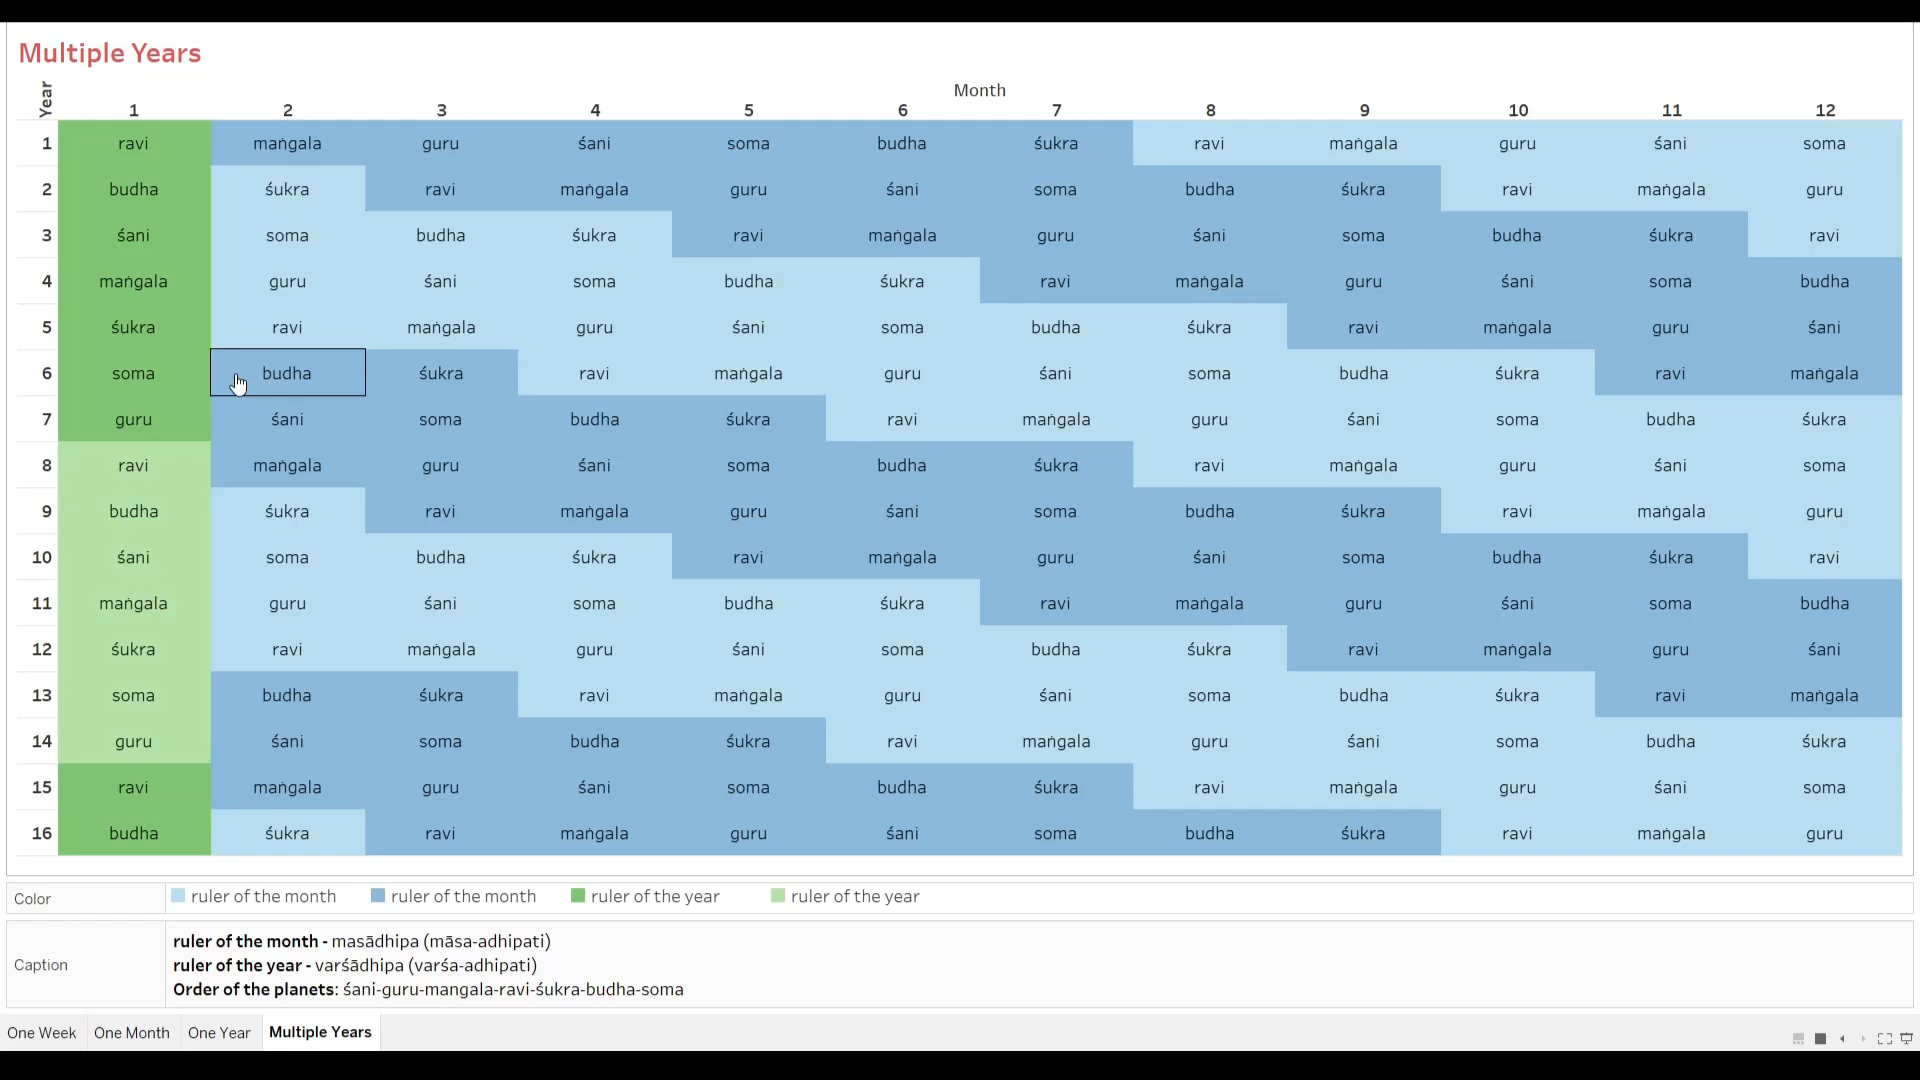 Multiple Years
Month
Year 1 2 3 4 5 6 7 8 9 10 11 12
1 ravi maṅgala guru śani soma budha śukra ravi maṅgala guru śani soma
2 budha śukra ravi maṅgala guru śani soma budha śukra ravi maṅgala guru
3 śani soma budha śukra ravi maṅgala guru śani soma budha śukra ravi
4 maṅgala guru śani soma budha śukra ravi maṅgala guru śani soma budha
5 śukra ravi maṅgala guru śani soma budha śukra ravi maṅgala guru śani
6 soma budha śukra ravi maṅgala guru śani soma budha śukra ravi maṅgala
7 guru śani soma budha śukra ravi maṅgala guru śani soma budha śukra
8 ravi maṅgala guru śani soma budha śukra ravi maṅgala guru śani soma
9 budha śukra ravi maṅgala guru śani soma budha śukra ravi maṅgala guru
10 śani soma budha śukra ravi maṅgala guru śani soma budha śukra ravi
11 maṅgala guru śani soma budha śukra ravi maṅgala guru śani soma budha
12 śukra ravi maṅgala guru śani soma budha śukra ravi maṅgala guru śani
13 soma budha śukra ravi maṅgala guru śani soma budha śukra ravi maṅgala
14 guru śani soma budha śukra ravi maṅgala guru śani soma budha śukra
15 ravi maṅgala guru śani soma budha śukra ravi maṅgala guru śani soma
16 budha śukra ravi maṅgala guru śani soma budha śukra ravi maṅgala guru
Color ruler of the month ruler of the month ruler of the year ruler of the year
ruler of the month - masādhipa (māsa-adhipati)
Caption ruler of the year - varśādhipa (varśa-adhipati)
Order of the planets: śani-guru-mangala-ravi-śukra-budha-soma
One Week One Month One Year Multiple Years